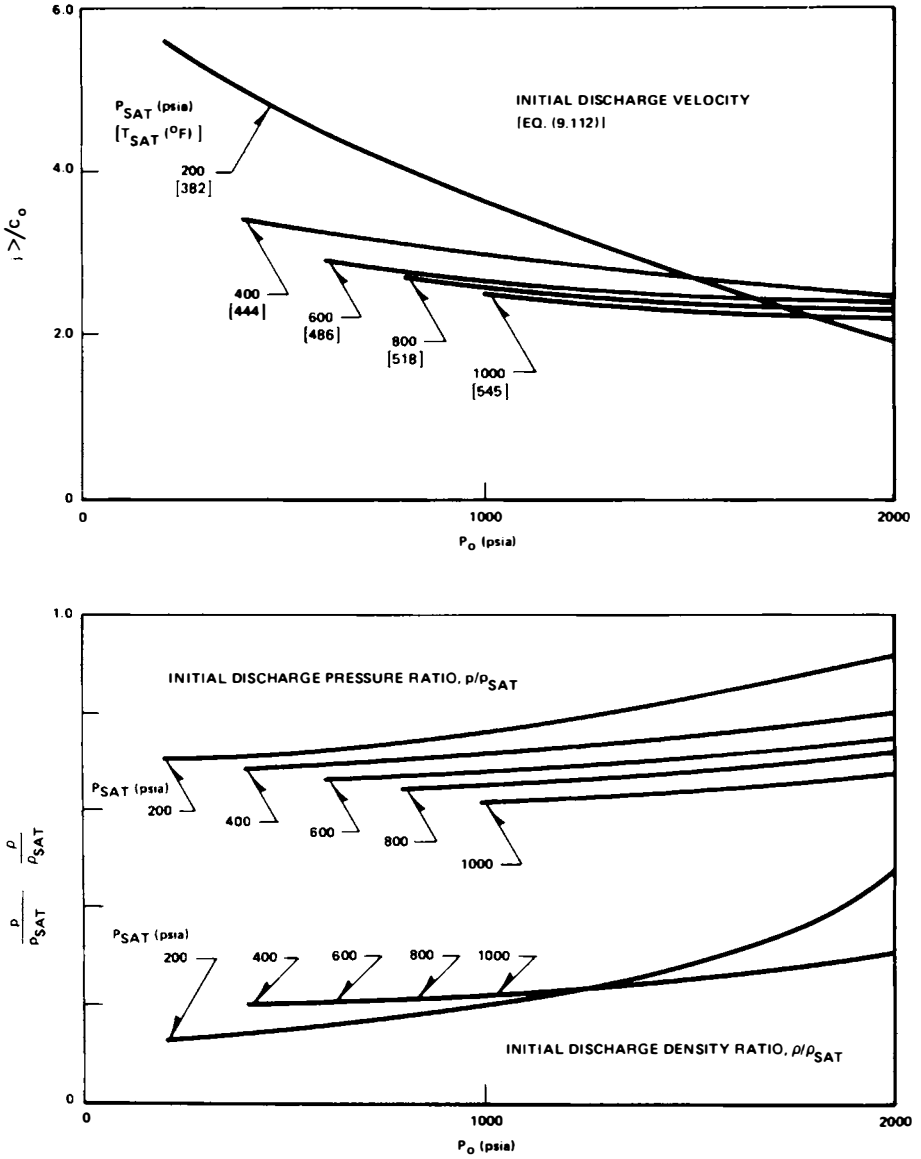 6.0
INITIAL DISCHARGE VELOCITY
[EQ. (9.112)]
P_SAT (psia)
[T_SAT (°F)]
200
[382]
4.0
>/C_o
400
[444]
600
[486]
800
[518]
1000
[545]
2.0
0
0
1000
2000
P_o (psia)
1.0
INITIAL DISCHARGE PRESSURE RATIO, p/p_SAT
P_SAT (psia)
200
400
600
800
1000
p/p_SAT ρ/ρ_SAT
P_SAT (psia)
200
400
600
800
1000
INITIAL DISCHARGE DENSITY RATIO, ρ/ρ_SAT
0
0
1000
2000
P_o (psia)